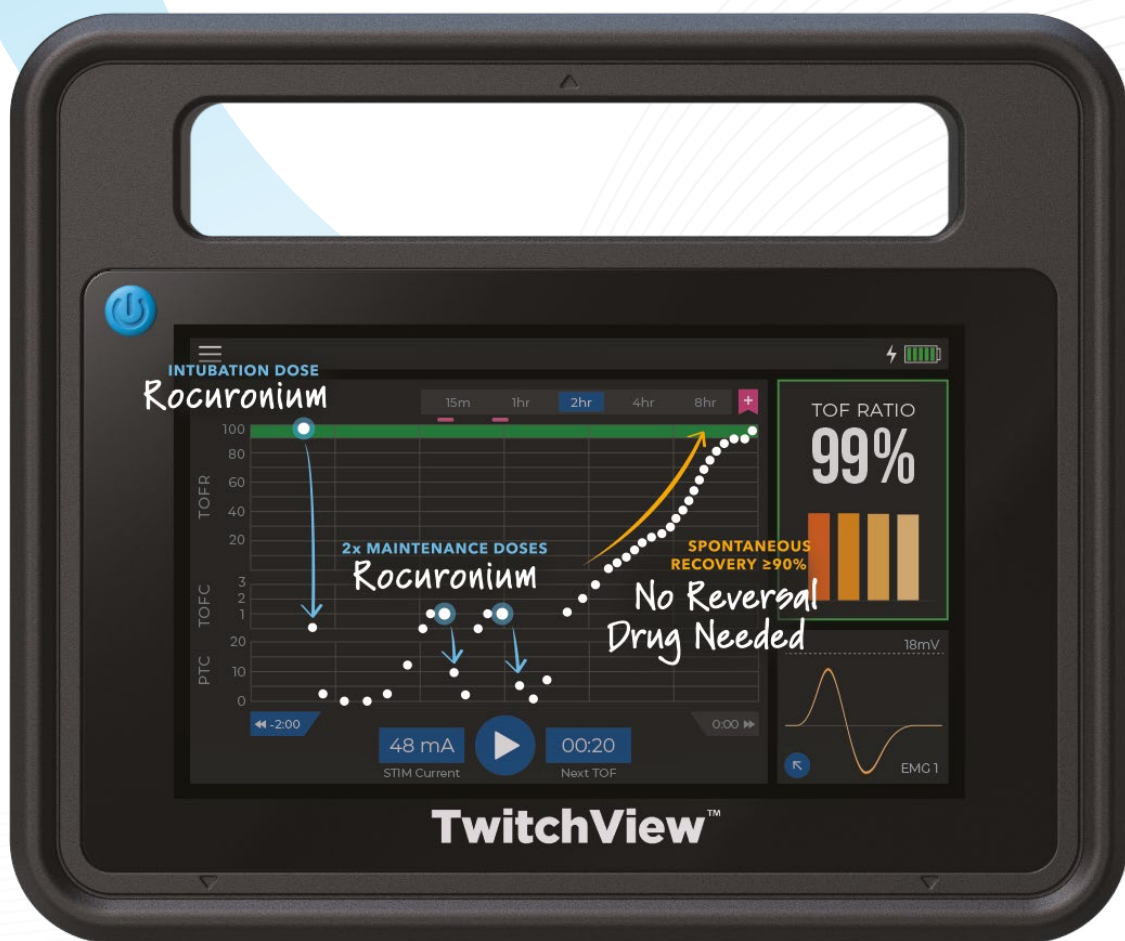 INTUBATION DOSE
Rocuronium
15m 1hr 2hr 4hr 8hr +
TOF RATIO
99%
100
80
60
40
20
TOFR
2x MAINTENANCE DOSES
Rocuronium
SPONTANEOUS
RECOVERY ≥90%
No Reversal
Drug Needed
3
2
1
TOFC
20
10
0
PTC
18mV
EMG 1
-2:00
0:00
48 mA
STIM Current
00:20
Next TOF
TwitchView™